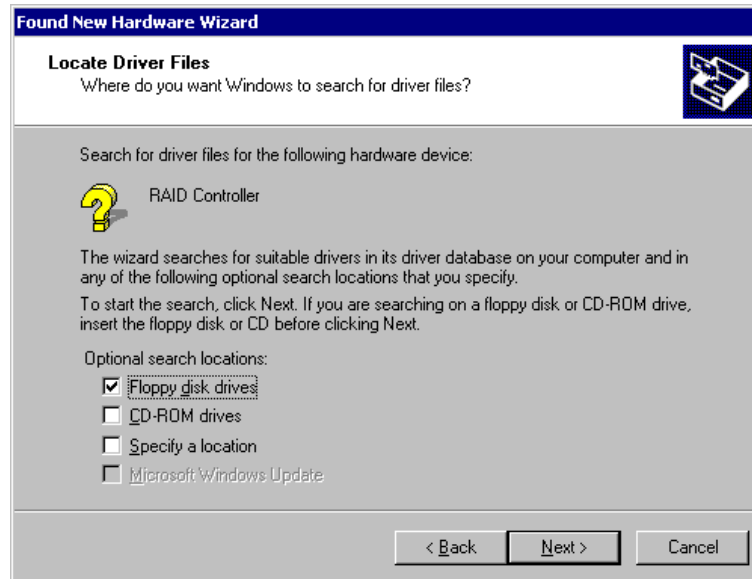 Found New Hardware Wizard
Locate Driver Files
Where do you want Windows to search for driver files?
Search for driver files for the following hardware device:
RAID Controller
The wizard searches for suitable drivers in its driver database on your computer and in
any of the following optional search locations that you specify.
To start the search, click Next. If you are searching on a floppy disk or CD-ROM drive,
insert the floppy disk or CD before clicking Next.
Optional search locations:
Floppy disk drives
CD-ROM drives
Specify a location
Microsoft Windows Update
< Back Next > Cancel